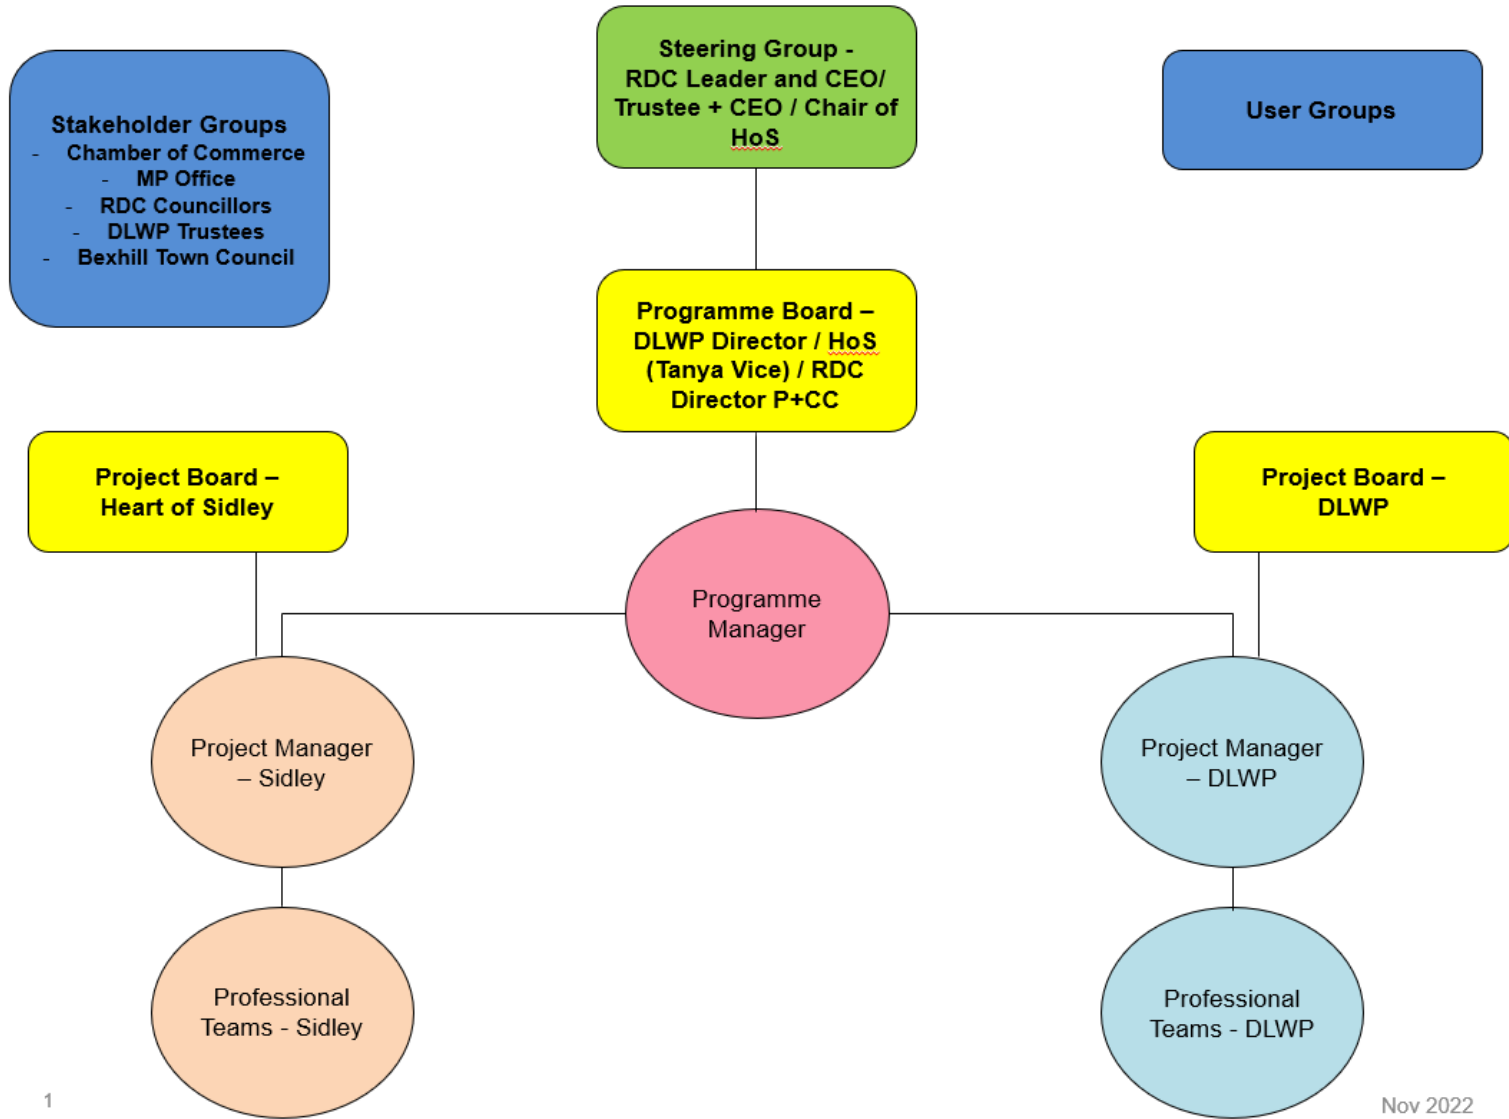 Stakeholder Groups
- Chamber of Commerce
- MP Office
- RDC Councillors
- DLWP Trustees
- Bexhill Town Council
Steering Group -
RDC Leader and CEO/
Trustee + CEO / Chair of
HoS
User Groups
Programme Board –
DLWP Director / HoS
(Tanya Vice) / RDC
Director P+CC
Project Board –
Heart of Sidley
Project Board –
DLWP
Programme
Manager
Project Manager
– Sidley
Project Manager
– DLWP
Professional
Teams - Sidley
Professional
Teams - DLWP
1
Nov 2022